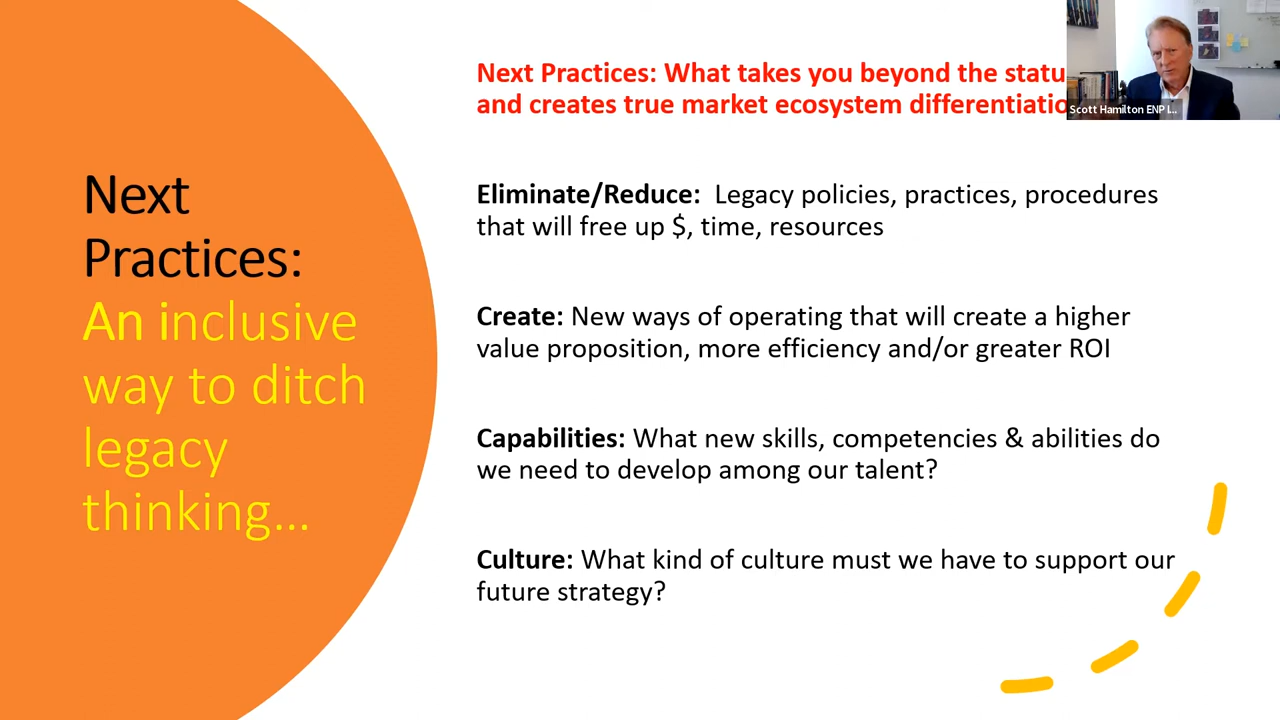 Next
Practices:
An inclusive
way to ditch
legacy
thinking...
Next Practices: What takes you beyond the statu
and creates true market ecosystem differentiatio
Eliminate/Reduce: Legacy policies, practices, procedures
that will free up $, time, resources
Create: New ways of operating that will create a higher
value proposition, more efficiency and/or greater ROI
Capabilities: What new skills, competencies & abilities do
we need to develop among our talent?
Culture: What kind of culture must we have to support our
future strategy?
Scott Hamilton ENP I...